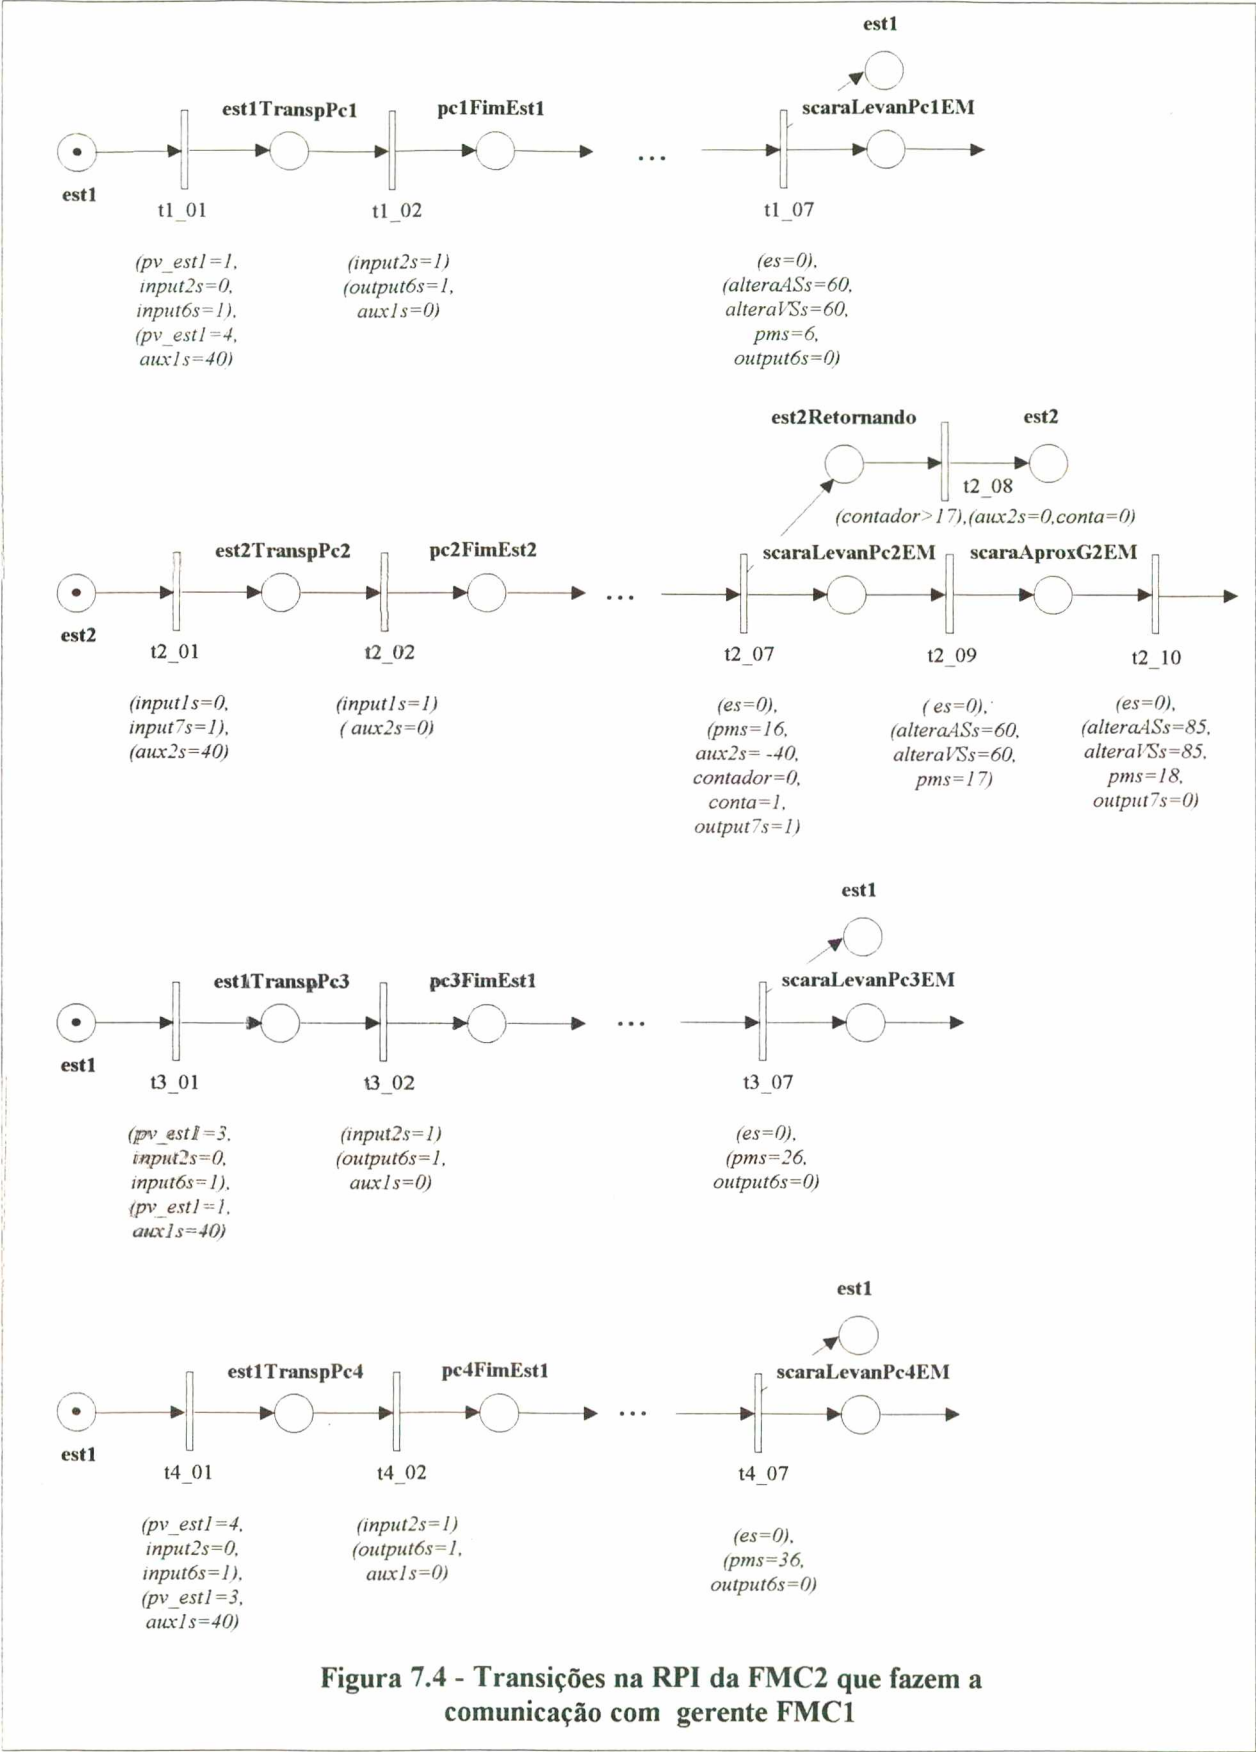 est1
est1TranspPc1 pc1FimEst1 scaraLevanPc1EM
...
est1
t1_01 t1_02 t1_07
(pv_est1=1, (input2s=1) (es=0),
input2s=0, (output6s=1, (alteraASs=60,
input6s=1), aux1s=0) alteraVSs=60,
(pv_est1=4, pms=6,
aux1s=40) output6s=0)
est2Retornando est2
t2_08
(contador>17),(aux2s=0,conta=0)
est2TranspPc2 pc2FimEst2 scaraLevanPc2EM scaraAproxG2EM
...
est2
t2_01 t2_02 t2_07 t2_09 t2_10
(input1s=0, (input1s=1) (es=0), (es=0), (es=0),
input7s=1), (aux2s=0) (pms=16, (alteraASs=60, (alteraASs=85,
(aux2s=40) aux2s= -40, alteraVSs=60, alteraVSs=85,
contador=0, pms=17) pms=18,
conta=1, output7s=0)
output7s=1)
est1
est1TranspPc3 pc3FimEst1 scaraLevanPc3EM
...
est1
t3_01 t3_02 t3_07
(pv_est1=3, (input2s=1) (es=0),
input2s=0, (output6s=1, (pms=26,
input6s=1), aux1s=0) output6s=0)
(pv_est1=1,
aux1s=40)
est1
est1TranspPc4 pc4FimEst1 scaraLevanPc4EM
...
est1
t4_01 t4_02 t4_07
(pv_est1=4, (input2s=1) (es=0),
input2s=0, (output6s=1, (pms=36,
input6s=1), aux1s=0) output6s=0)
(pv_est1=3,
aux1s=40)
Figura 7.4 - Transições na RPI da FMC2 que fazem a
comunicação com gerente FMC1